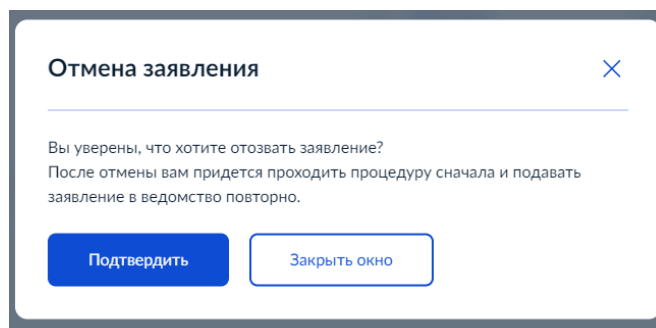 Отмена заявления
Вы уверены, что хотите отозвать заявление?
После отмены вам придется проходить процедуру сначала и подавать
заявление в ведомство повторно.
Подтвердить
Закрыть окно